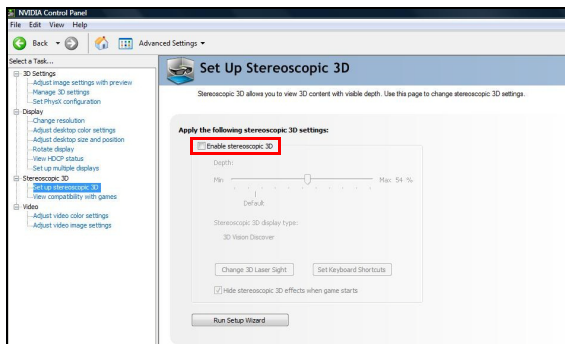 NVIDIA Control Panel
File Edit View Help
Back Advanced Settings
Select a Task...
3D Settings
Adjust image settings with preview
Manage 3D settings
Set PhysX configuration
Display
Change resolution
Adjust desktop color settings
Adjust desktop size and position
Rotate display
View HDCP status
Set up multiple displays
Stereoscopic 3D
Set up stereoscopic 3D
View compatibility with games
Video
Adjust video color settings
Adjust video image settings
Set Up Stereoscopic 3D
Stereoscopic 3D allows you to view 3D content with visible depth. Use this page to change stereoscopic 3D settings.
Apply the following stereoscopic 3D settings:
Enable stereoscopic 3D
Depth:
Min Max: 54 %
Default
Stereoscopic 3D display type:
3D Vision Discover
Change 3D Laser Sight Set Keyboard Shortcuts
Hide stereoscopic 3D effects when game starts
Run Setup Wizard